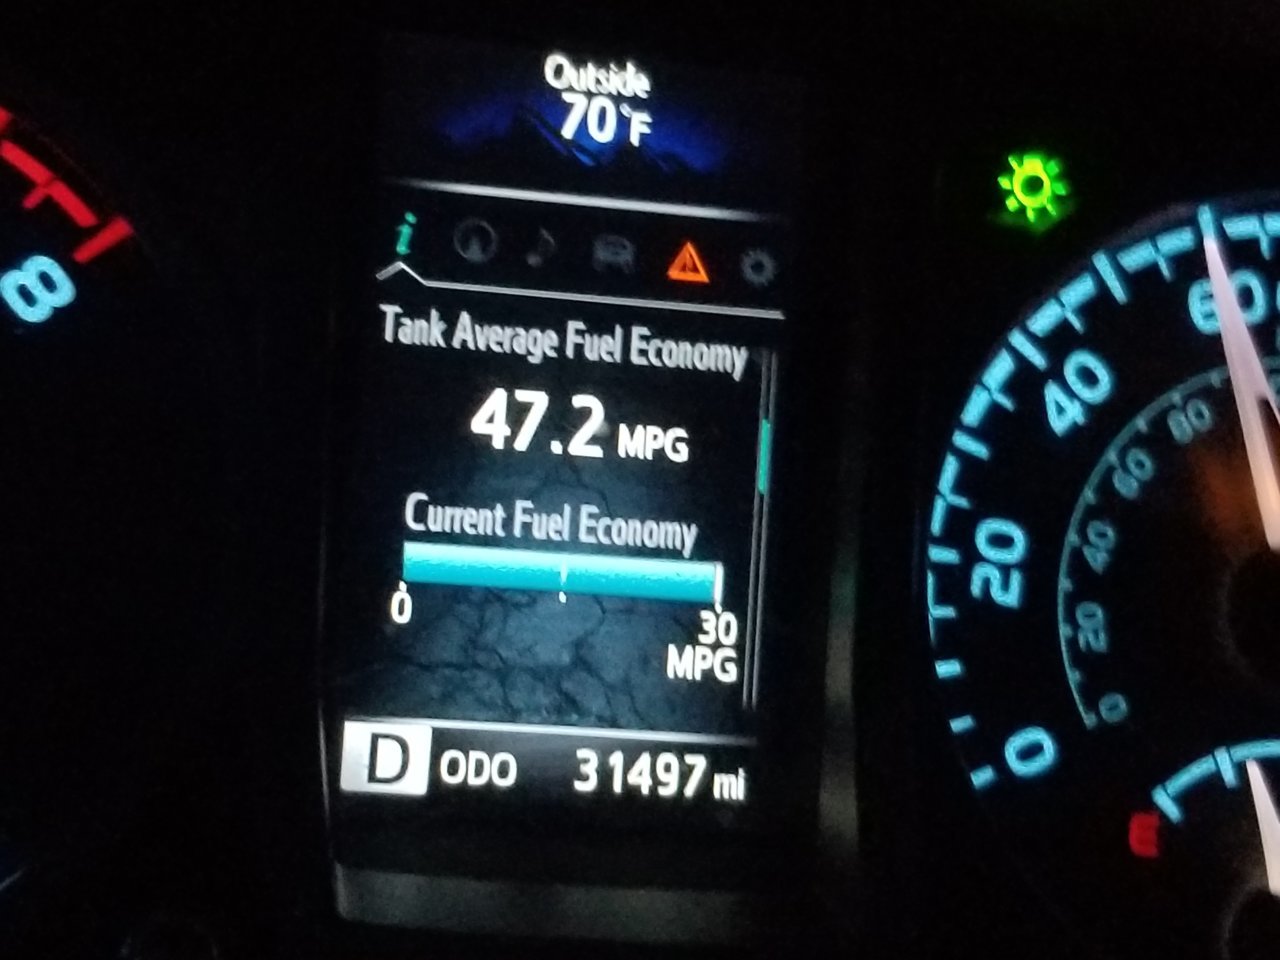 Outside
70°F
i
Tank Average Fuel Economy
47.2 MPG
Current Fuel Economy
0
30
MPG
D ODO 31497 mi
8
60
40
20
0
80
60
40
20
0
E